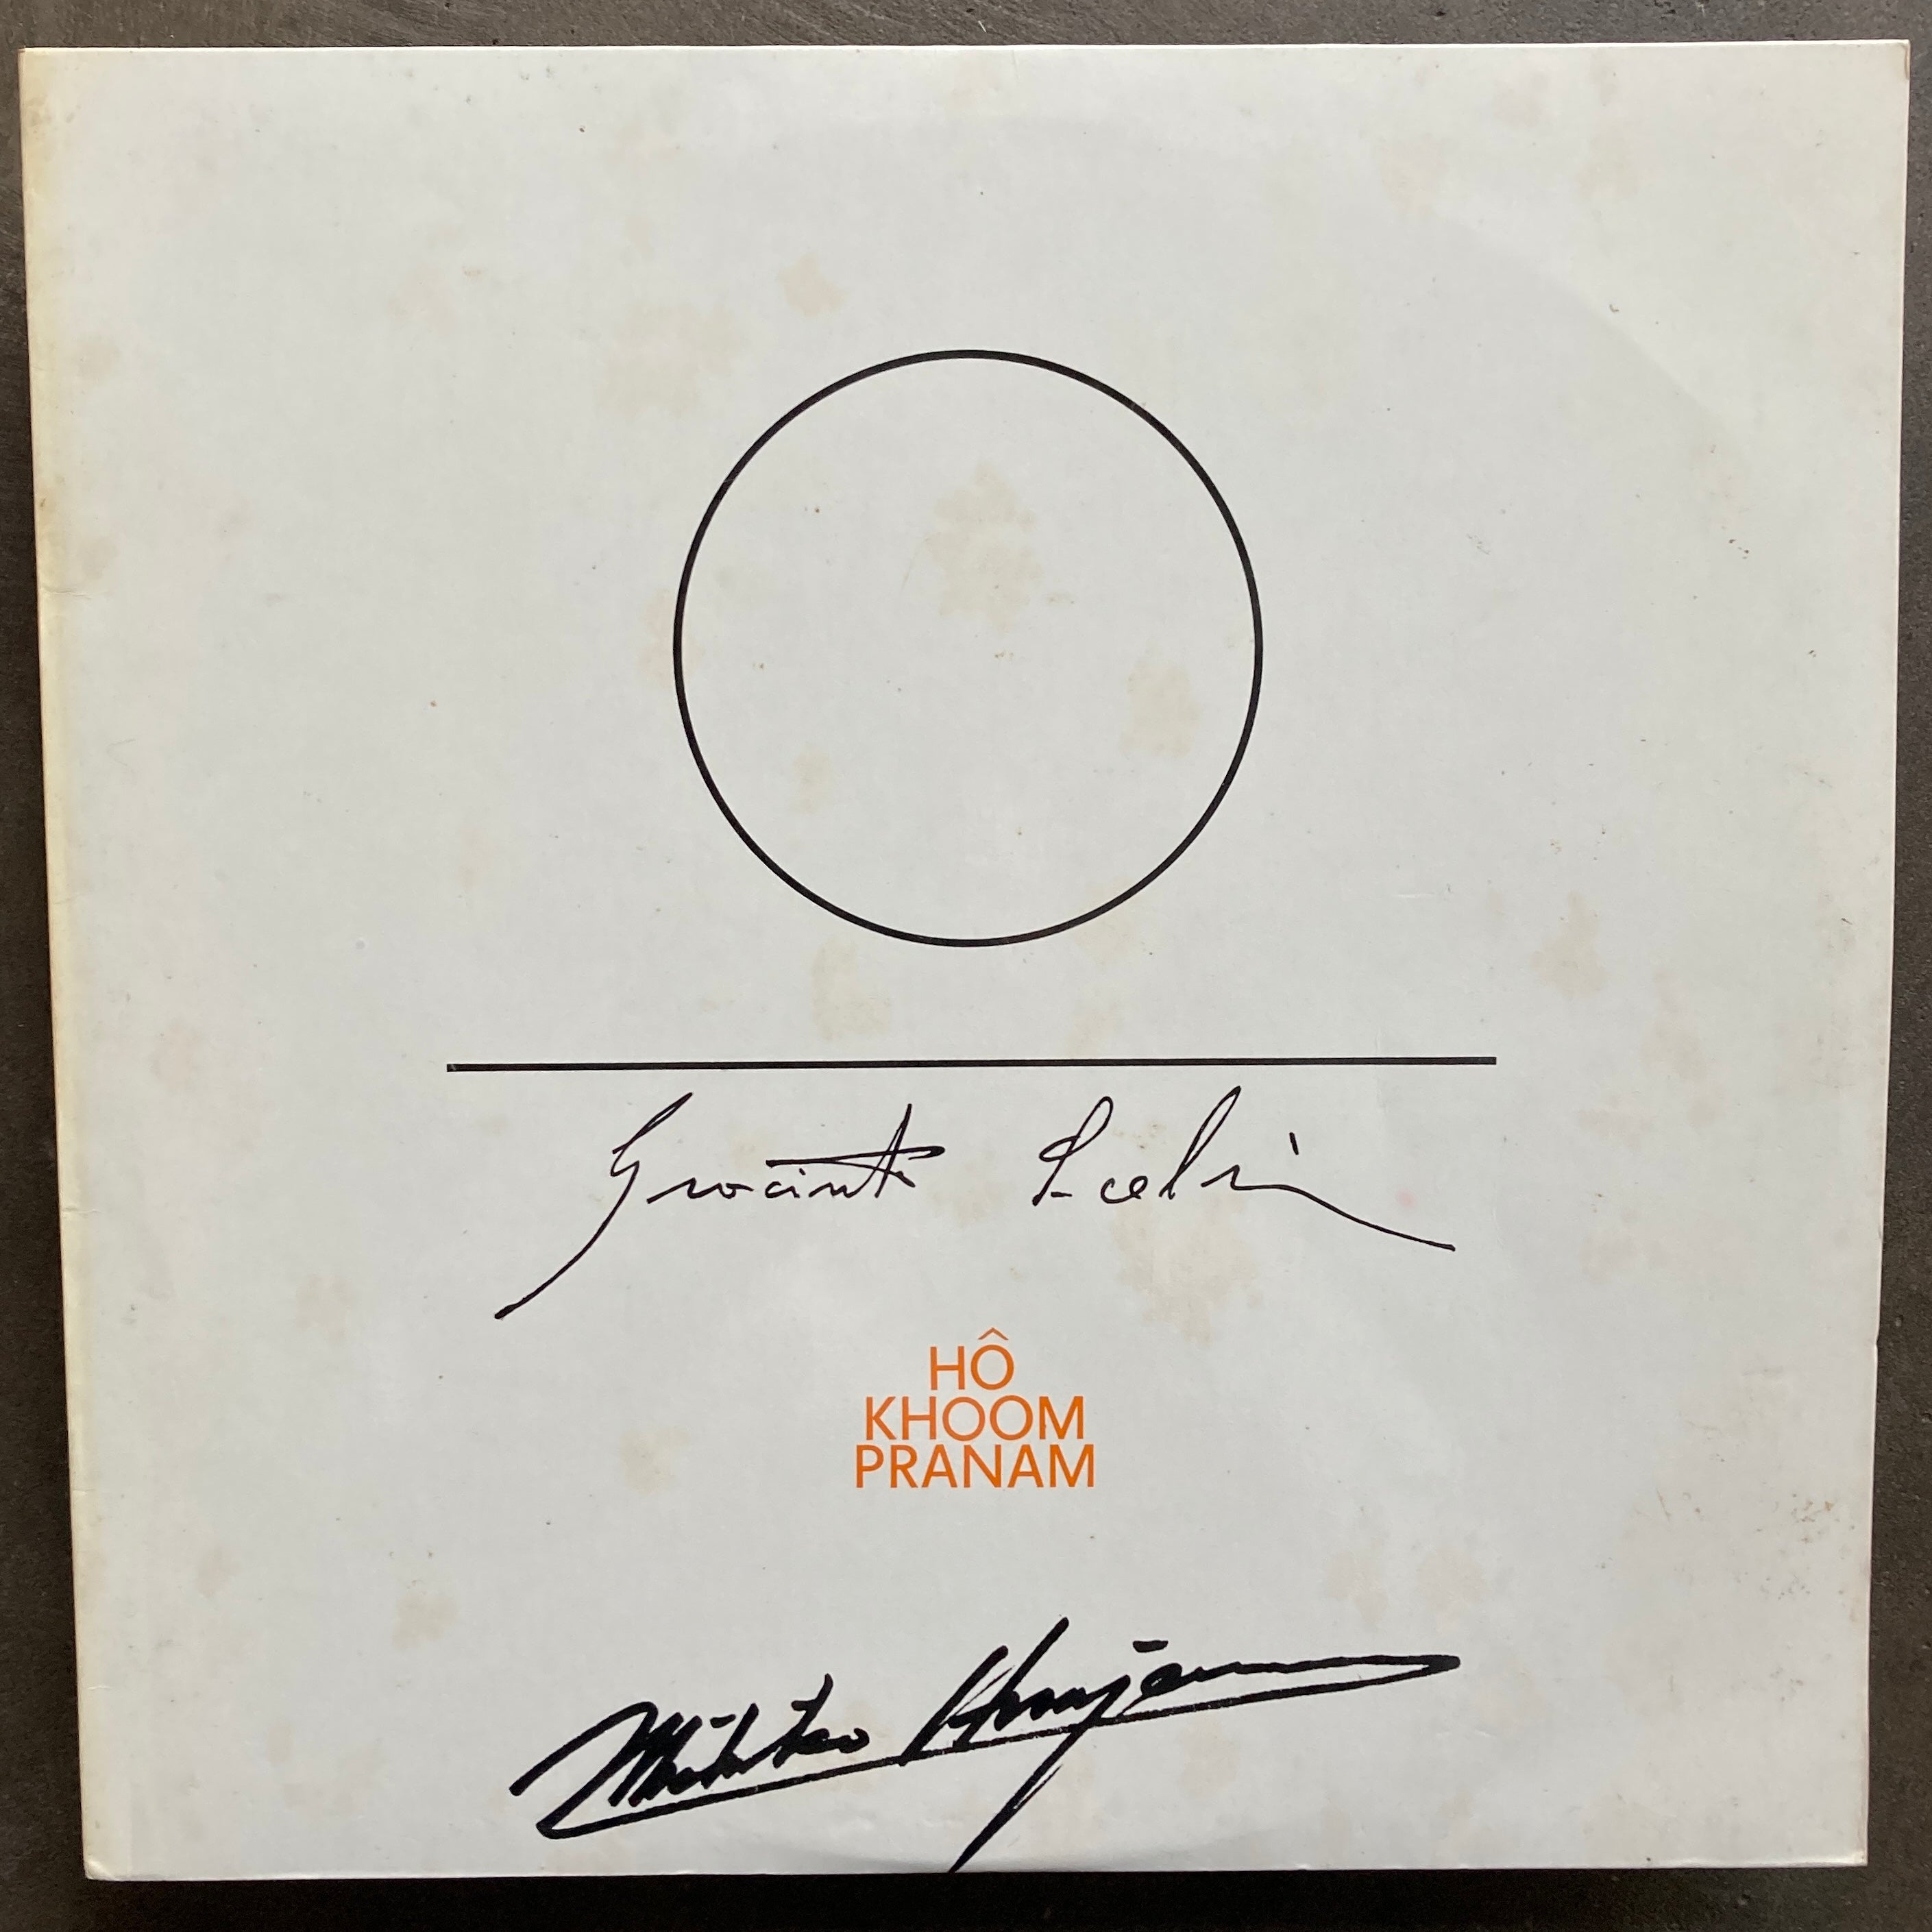 Giacinto Scelsi
HÔ
KHOOM
PRANAM
Michiko Hirayama